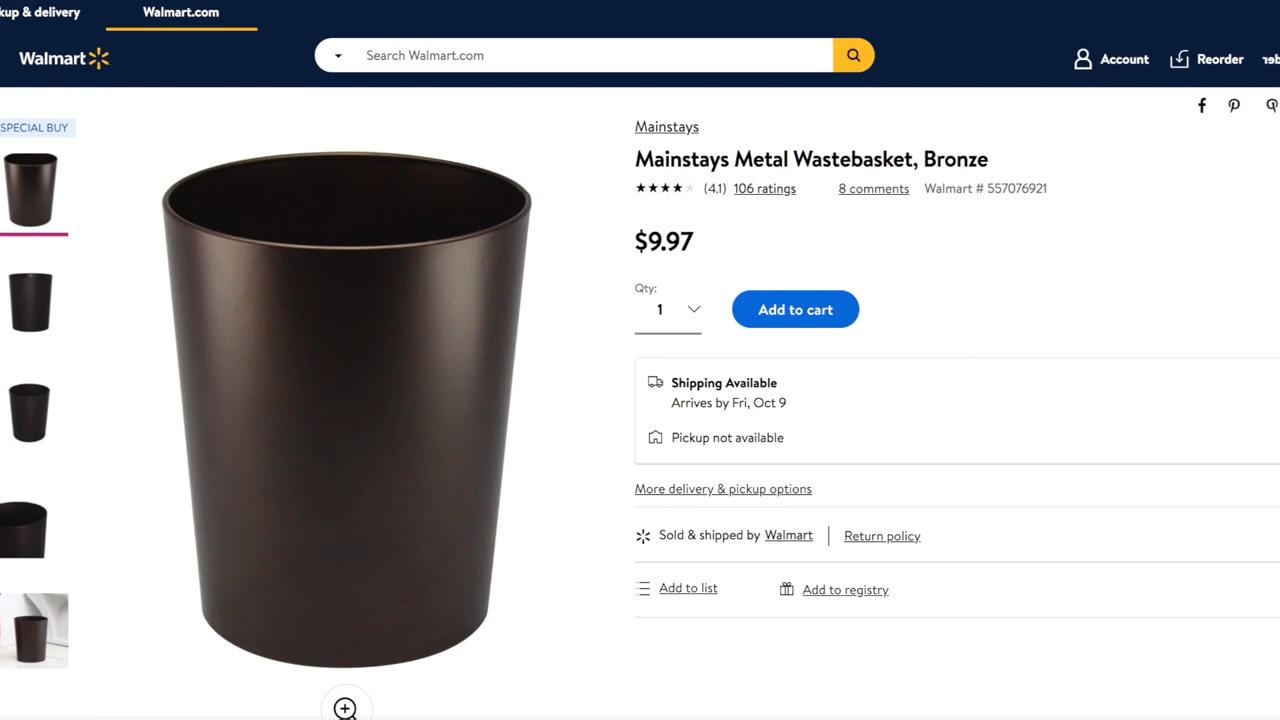 kup & delivery
Walmart.com
Walmart
Search Walmart.com
Account
Reorder
SPECIAL BUY
Mainstays
Mainstays Metal Wastebasket, Bronze
(4.1) 106 ratings 8 comments Walmart # 557076921
$9.97
Qty:
1
Add to cart
Shipping Available
Arrives by Fri, Oct 9
Pickup not available
More delivery & pickup options
Sold & shipped by Walmart | Return policy
Add to list
Add to registry